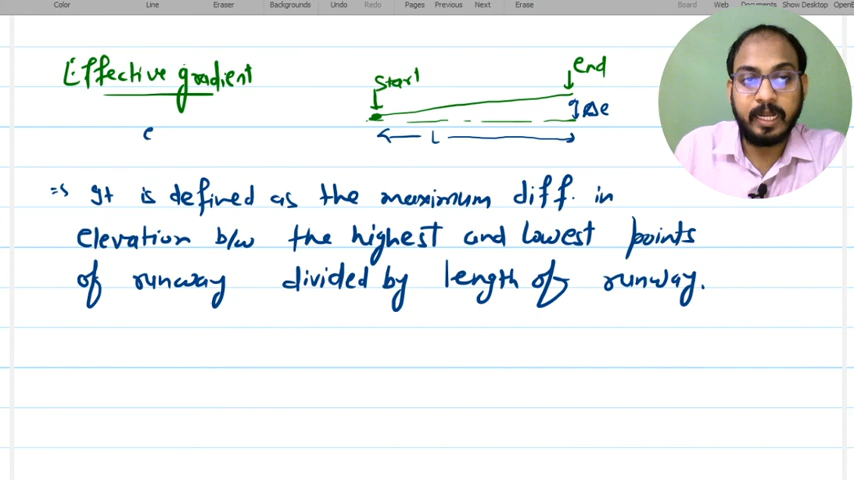 Color Line Eraser Backgrounds Undo Redo Pages Previous Next Erase Board Web Documents Show Desktop
Effective gradient
Start
end
Δe
e
L
⇒ It is defined as the maximum diff. in
elevation b/w the highest and lowest points
of runway divided by length of runway.